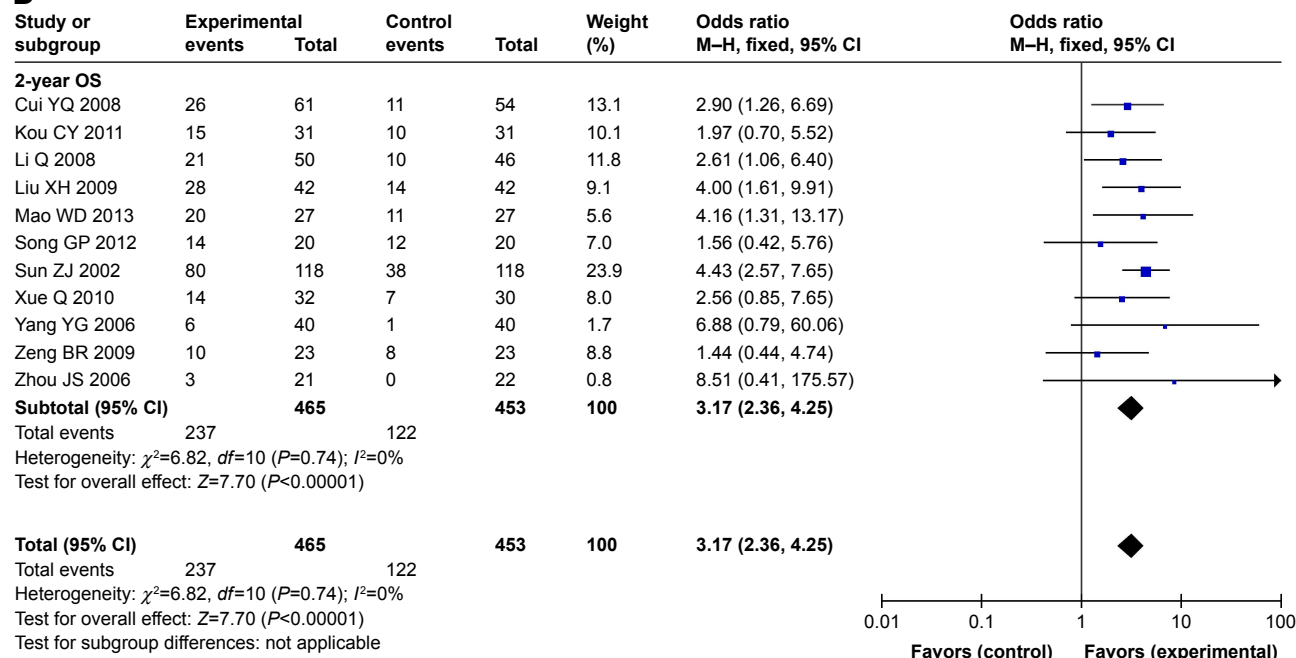 B
Study or Experimental Control Weight Odds ratio Odds ratio
subgroup events Total events Total (%) M–H, fixed, 95% CI M–H, fixed, 95% CI
2-year OS
Cui YQ 2008 26 61 11 54 13.1 2.90 (1.26, 6.69)
Kou CY 2011 15 31 10 31 10.1 1.97 (0.70, 5.52)
Li Q 2008 21 50 10 46 11.8 2.61 (1.06, 6.40)
Liu XH 2009 28 42 14 42 9.1 4.00 (1.61, 9.91)
Mao WD 2013 20 27 11 27 5.6 4.16 (1.31, 13.17)
Song GP 2012 14 20 12 20 7.0 1.56 (0.42, 5.76)
Sun ZJ 2002 80 118 38 118 23.9 4.43 (2.57, 7.65)
Xue Q 2010 14 32 7 30 8.0 2.56 (0.85, 7.65)
Yang YG 2006 6 40 1 40 1.7 6.88 (0.79, 60.06)
Zeng BR 2009 10 23 8 23 8.8 1.44 (0.44, 4.74)
Zhou JS 2006 3 21 0 22 0.8 8.51 (0.41, 175.57)
Subtotal (95% CI) 465 453 100 3.17 (2.36, 4.25)
Total events 237 122
Heterogeneity: χ²=6.82, df=10 (P=0.74); I²=0%
Test for overall effect: Z=7.70 (P<0.00001)
Total (95% CI) 465 453 100 3.17 (2.36, 4.25)
Total events 237 122
Heterogeneity: χ²=6.82, df=10 (P=0.74); I²=0%
Test for overall effect: Z=7.70 (P<0.00001)
Test for subgroup differences: not applicable
0.01 0.1 1 10 100
Favors (control) Favors (experimental)